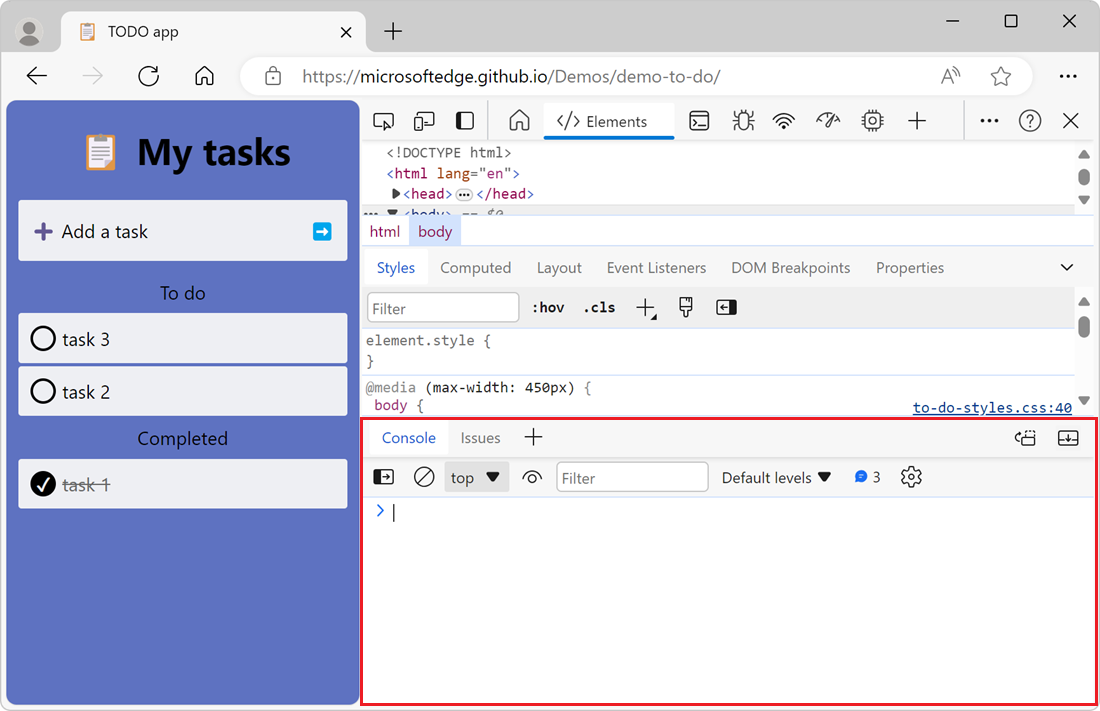 TODO app
https://microsoftedge.github.io/Demos/demo-to-do/
My tasks
Add a task
To do
task 3
task 2
Completed
task 1
Elements
<!DOCTYPE html>
<html lang="en">
<head> </head>
<body> == $0
html body
Styles Computed Layout Event Listeners DOM Breakpoints Properties
Filter :hov .cls
element.style {
}
@media (max-width: 450px) {
body { to-do-styles.css:40
Console Issues
top Filter Default levels 3